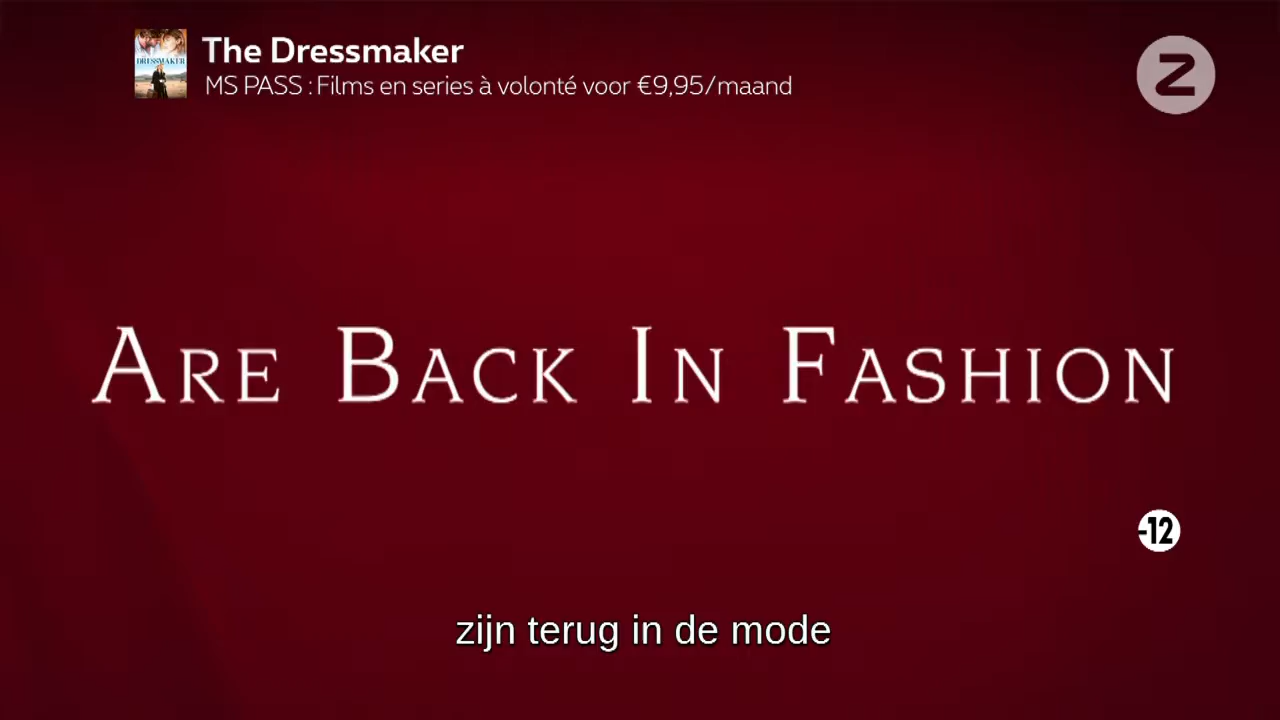 The Dressmaker
MS PASS : Films en series à volonté voor €9,95/maand
Z
DRESSMAKER
ARE BACK IN FASHION
-12
zijn terug in de mode